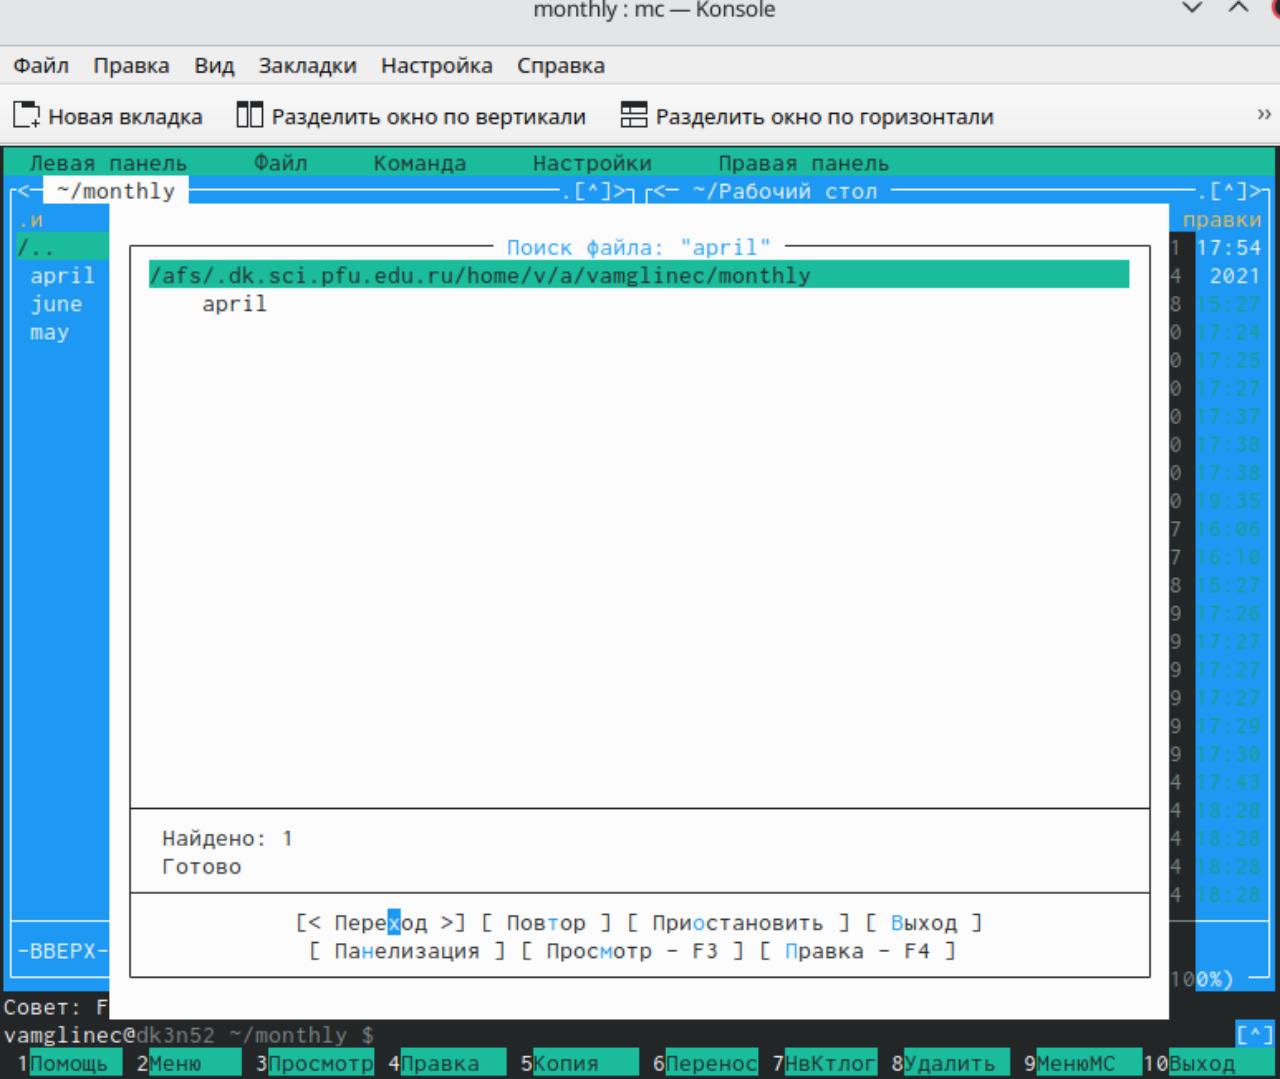 monthly : mc — Konsole
Файл Правка Вид Закладки Настройка Справка
Новая вкладка Разделить окно по вертикали Разделить окно по горизонтали »
Левая панель Файл Команда Настройки Правая панель
<— ~/monthly .[^]> <— ~/Рабочий стол .[^]>
.и правки
/.. Поиск файла: "april" 1 17:54
april /afs/.dk.sci.pfu.edu.ru/home/v/a/vamglinec/monthly 4 2021
june april 8 15:27
may 0 17:24
0 17:25
0 17:27
0 17:37
0 17:38
0 17:38
0 19:35
7 16:06
7 16:10
8 15:27
9 17:26
9 17:27
9 17:27
9 17:27
9 17:29
9 17:30
4 17:43
4 18:28
Найдено: 1 4 18:28
Готово 4 18:28
4 18:28
[< Переход >] [ Повтор ] [ Приостановить ] [ Выход ]
-ВВЕРХ- [ Панелизация ] [ Просмотр - F3 ] [ Правка - F4 ]
100%)
Совет: F
vamglinec@dk3n52 ~/monthly $ [^]
1Помощь 2Меню 3Просмотр 4Правка 5Копия 6Перенос 7НвКтлог 8Удалить 9МенюМС 10Выход